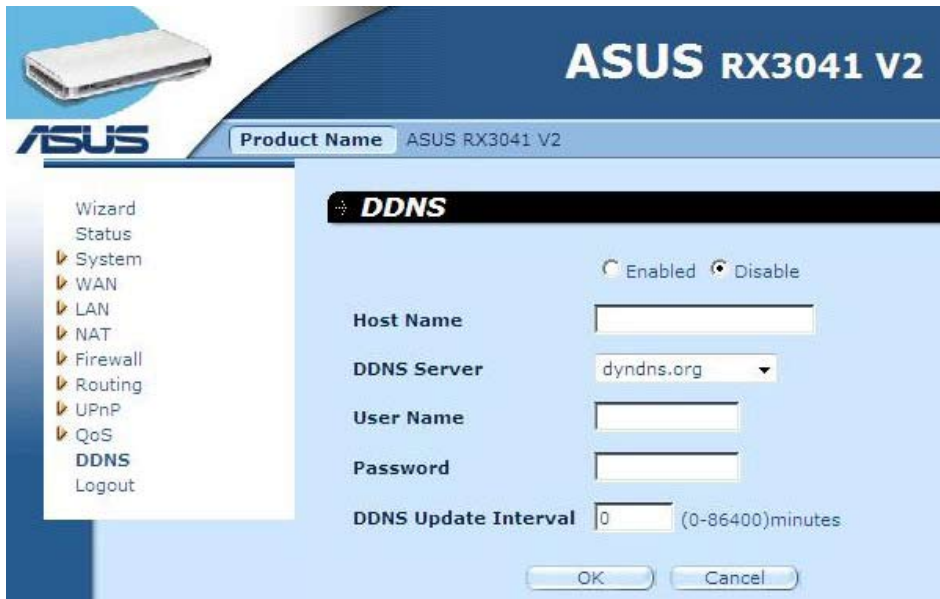 ASUS RX3041 V2
ASUS
Product Name ASUS RX3041 V2
Wizard
Status
System
WAN
LAN
NAT
Firewall
Routing
UPnP
QoS
DDNS
Logout
DDNS
Enabled Disable
Host Name
DDNS Server dyndns.org
User Name
Password
DDNS Update Interval 0 (0-86400)minutes
OK Cancel